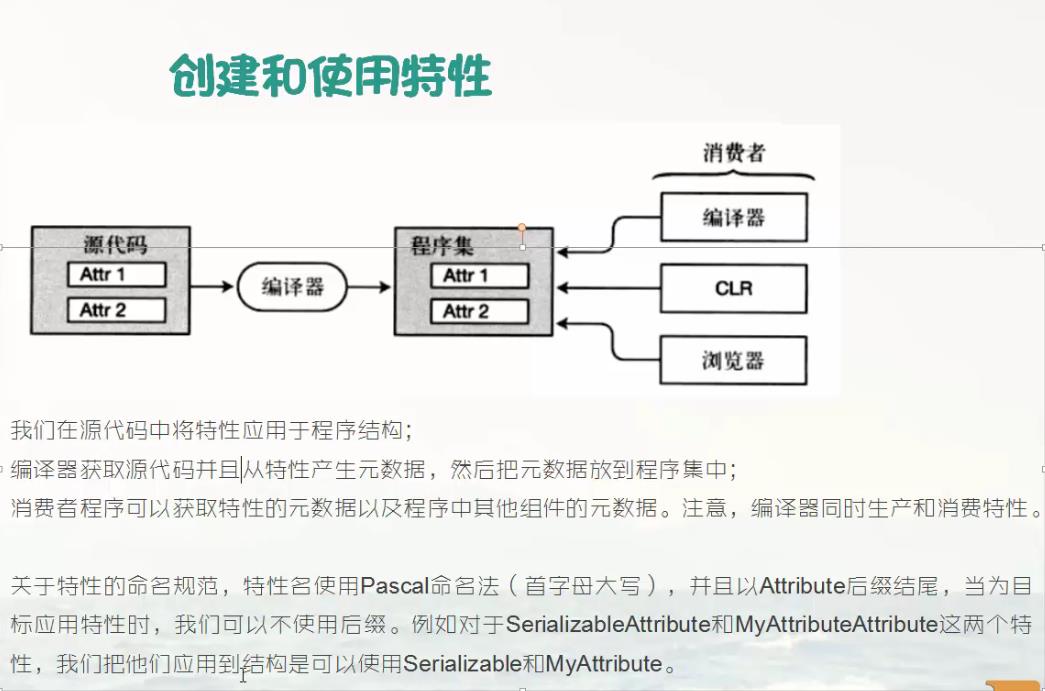 创建和使用特性
消费者
源代码
Attr 1
Attr 2
编译器
程序集
Attr 1
Attr 2
编译器
CLR
浏览器
我们在源代码中将特性应用于程序结构；
编译器获取源代码并且从特性产生元数据，然后把元数据放到程序集中；
消费者程序可以获取特性的元数据以及程序中其他组件的元数据。注意，编译器同时生产和消费特性。
关于特性的命名规范，特性名使用Pascal命名法（首字母大写），并且以Attribute后缀结尾，当为目
标应用特性时，我们可以不使用后缀。例如对于SerializableAttribute和MyAttributeAttribute这两个特
性，我们把他们应用到结构是可以使用Serializable和MyAttribute。